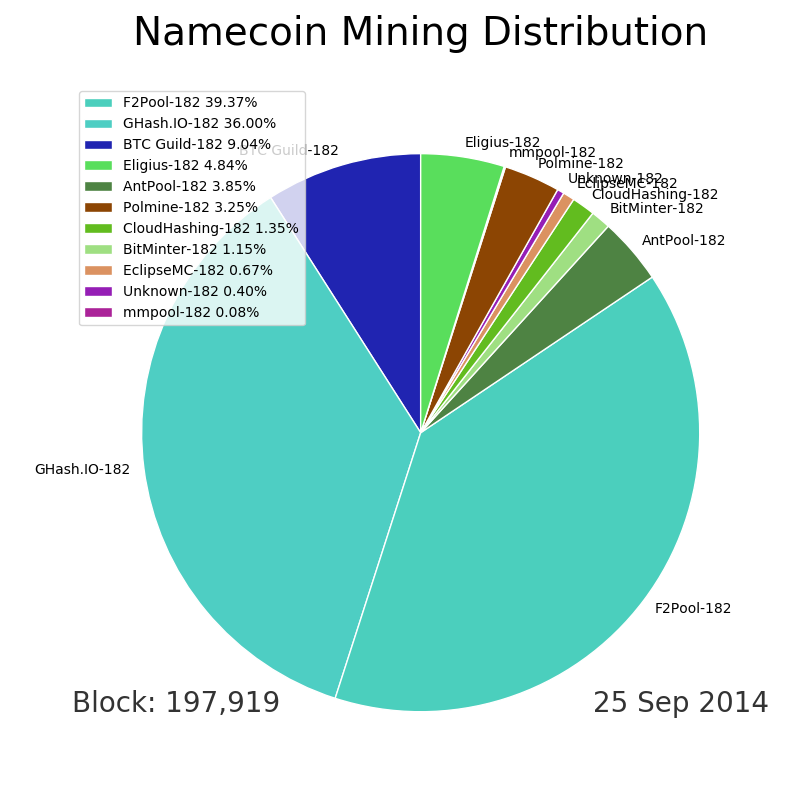 Namecoin Mining Distribution
F2Pool-182 39.37%
GHash.IO-182 36.00%
BTC Guild-182 9.04%
Eligius-182 4.84%
AntPool-182 3.85%
Polmine-182 3.25%
CloudHashing-182 1.35%
BitMinter-182 1.15%
EclipseMC-182 0.67%
Unknown-182 0.40%
mmpool-182 0.08%
BTC Guild-182
Eligius-182
mmpool-182
Polmine-182
Unknown-182
EclipseMC-182
CloudHashing-182
BitMinter-182
AntPool-182
GHash.IO-182
F2Pool-182
Block: 197,919
25 Sep 2014